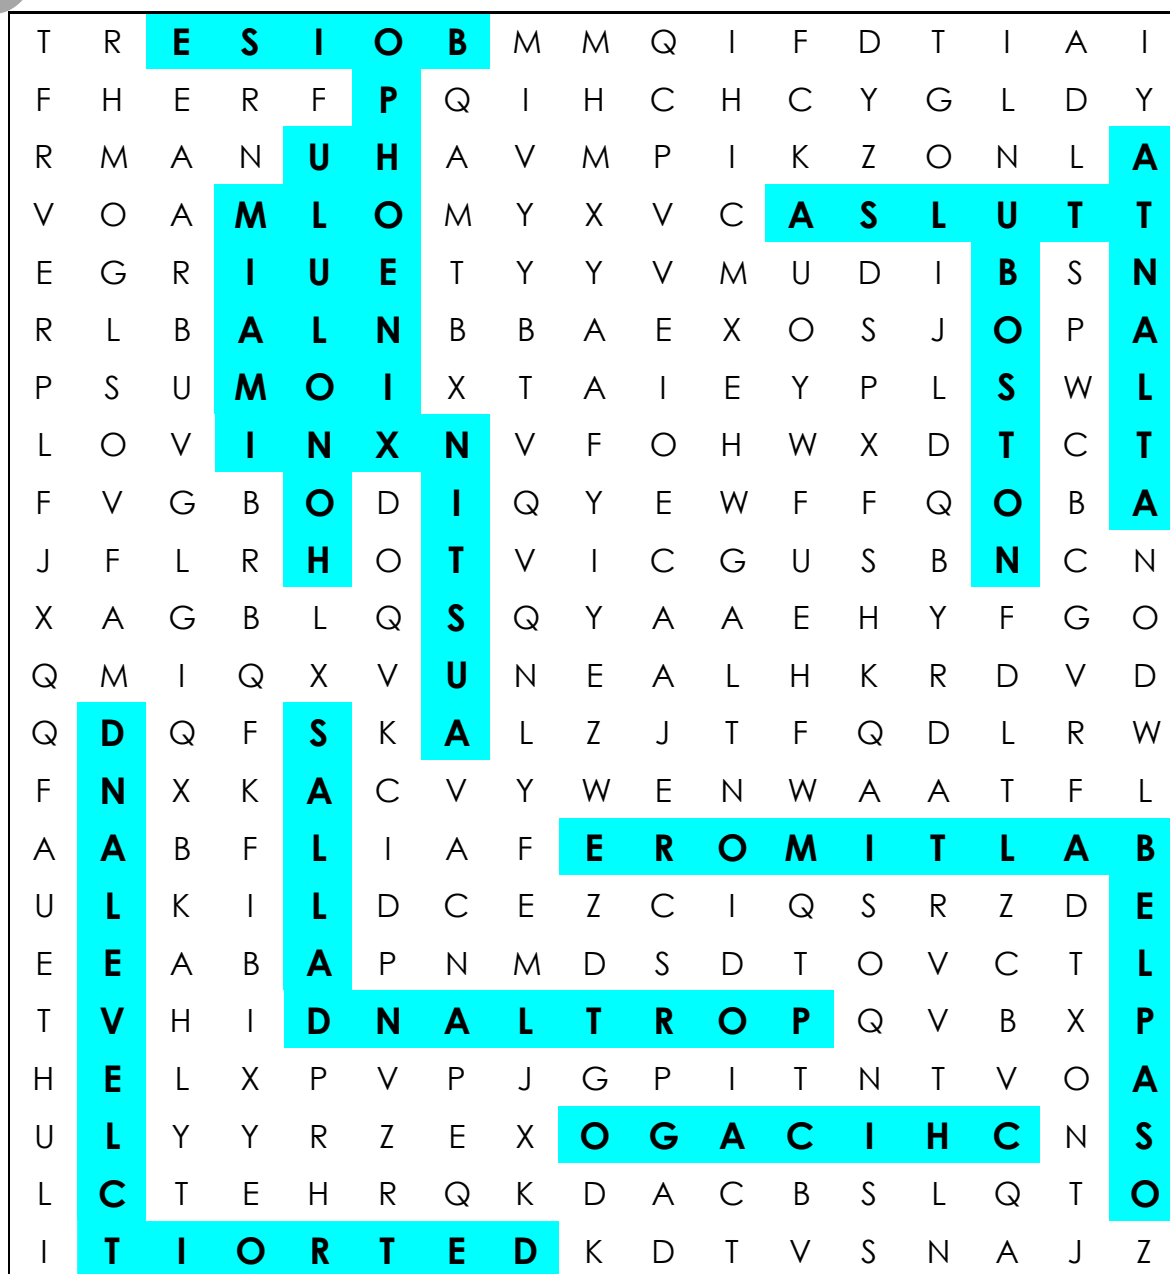 T R E S I O B M M Q I F D T I A I
F H E R F P Q I H C H C Y G L D Y
R M A N U H A V M P I K Z O N L A
V O A M L O M Y X V C A S L U T T
E G R I U E T Y Y V M U D I B S N
R L B A L N B B A E X O S J O P A
P S U M O I X T A I E Y P L S W L
L O V I N X N V F O H W X D T C T
F V G B O D I Q Y E W F F Q O B A
J F L R H O T V I C G U S B N C N
X A G B L Q S Q Y A A E H Y F G O
Q M I Q X V U N E A L H K R D V D
Q D Q F S K A L Z J T F Q D L R W
F N X K A C V Y W E N W A A T F L
A A B F L I A F E R O M I T L A B
U L K I L D C E Z C I Q S R Z D E
E E A B A P N M D S D T O V C T L
T V H I D N A L T R O P Q V B X P
H E L X P V P J G P I T N T V O A
U L Y Y R Z E X O G A C I H C N S
L C T E H R Q K D A C B S L Q T O
I T I O R T E D K D T V S N A J Z